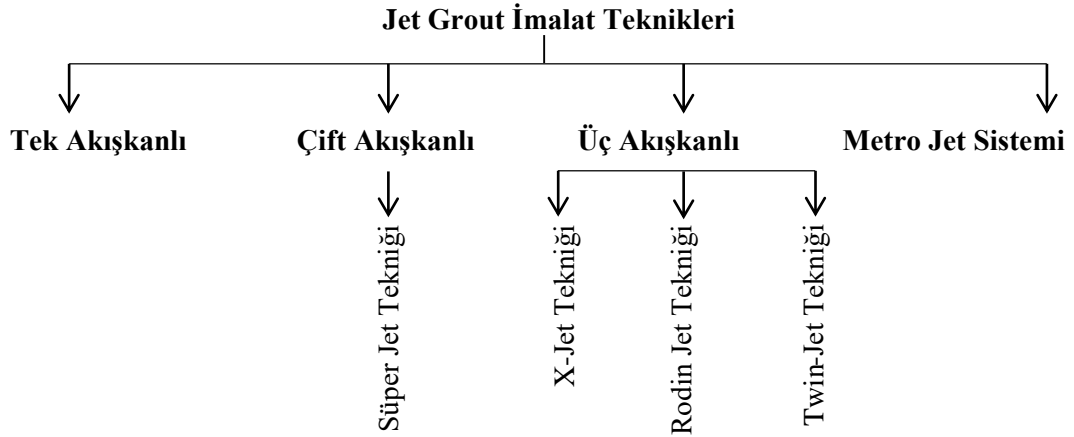 Jet Grout İmalat Teknikleri
Tek Akışkanlı
Çift Akışkanlı
Üç Akışkanlı
Metro Jet Sistemi
Süper Jet Tekniği
X-Jet Tekniği
Rodin Jet Tekniği
Twin-Jet Tekniği